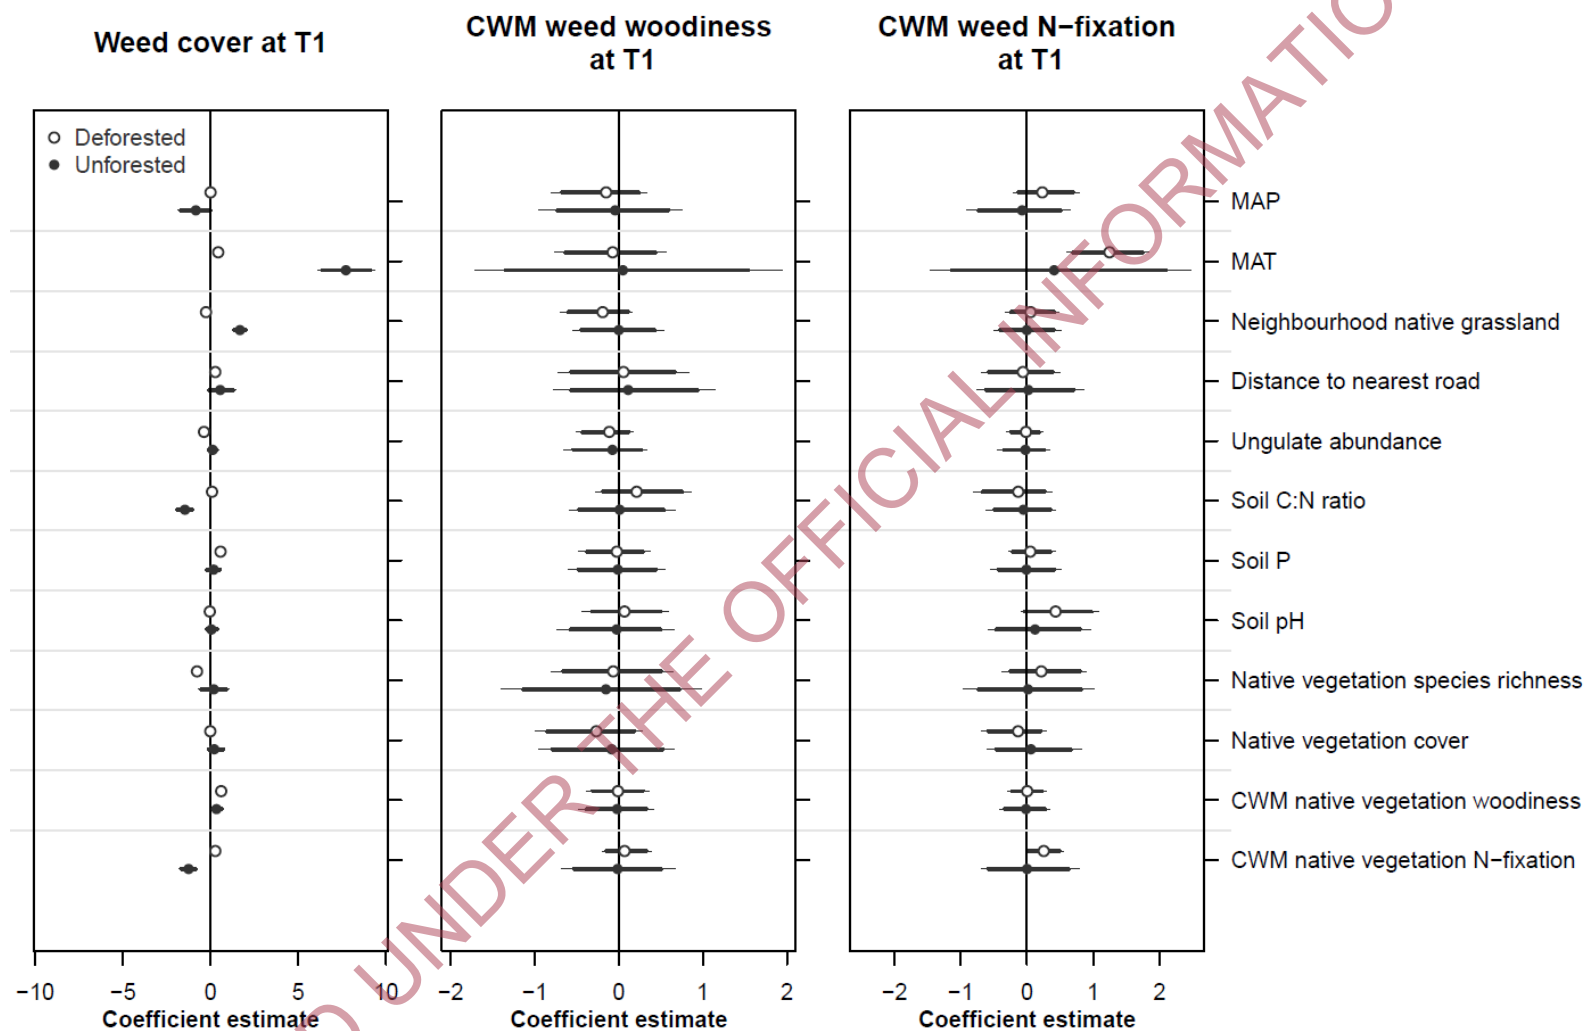 Weed cover at T1
CWM weed woodiness
at T1
CWM weed N−fixation
at T1
Deforested
Unforested
MAP
MAT
Neighbourhood native grassland
Distance to nearest road
Ungulate abundance
Soil C:N ratio
Soil P
Soil pH
Native vegetation species richness
Native vegetation cover
CWM native vegetation woodiness
CWM native vegetation N−fixation
−10 −5 0 5 10
−2 −1 0 1 2
−2 −1 0 1 2
Coefficient estimate
Coefficient estimate
Coefficient estimate
D UNDER THE OFFICIAL INFORMATIO